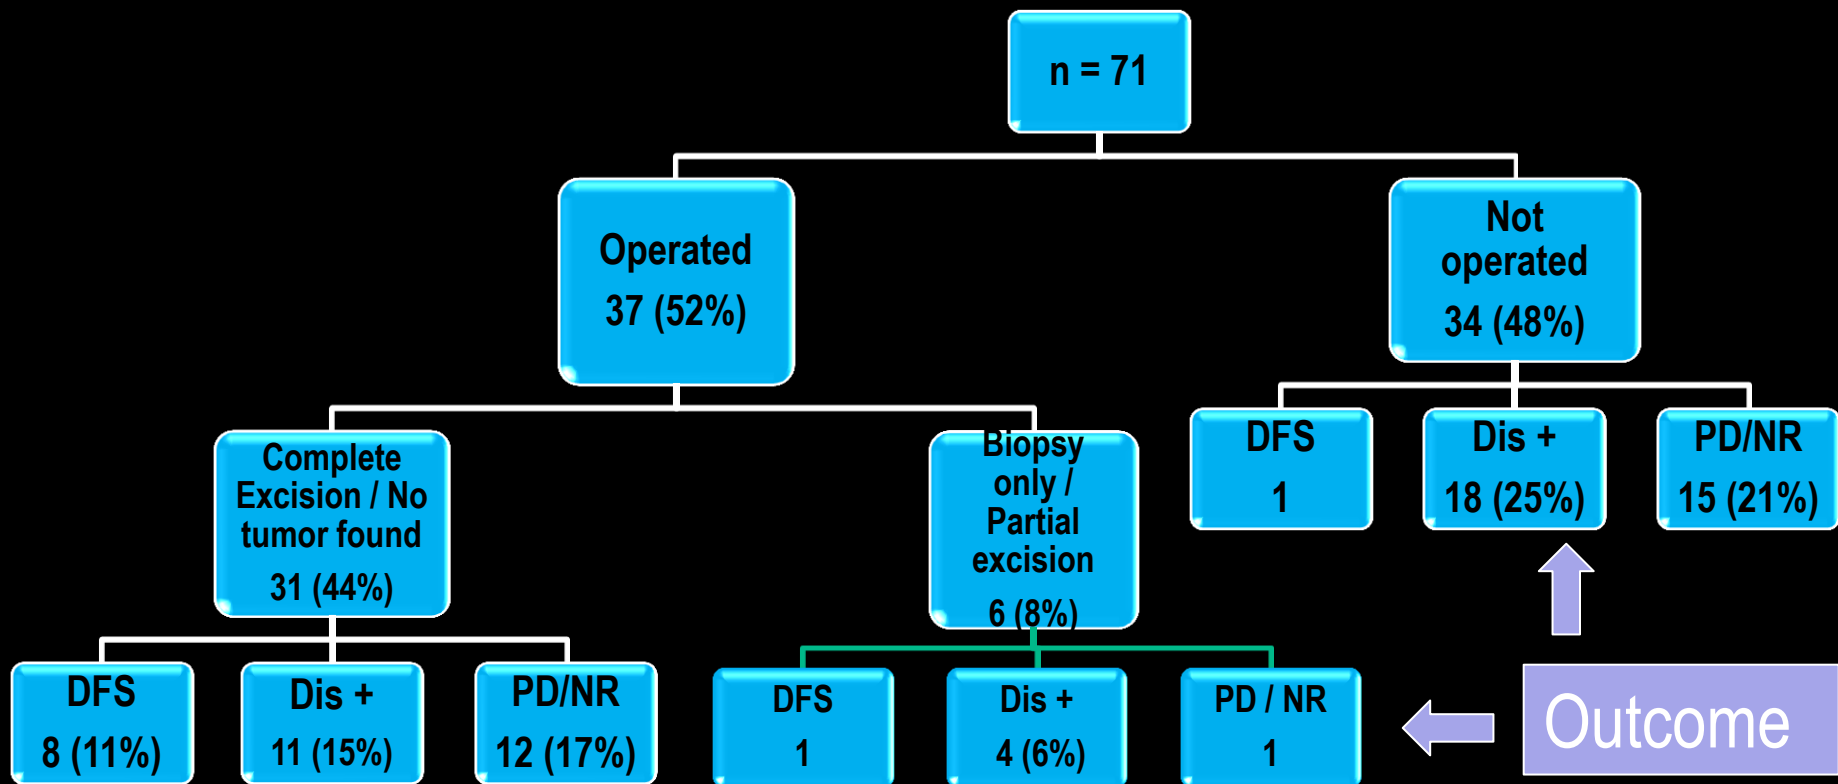 n = 71
Operated
37 (52%)
Not
operated
34 (48%)
Complete
Excision / No
tumor found
31 (44%)
Biopsy
only /
Partial
excision
6 (8%)
DFS
1
Dis +
18 (25%)
PD/NR
15 (21%)
DFS
8 (11%)
Dis +
11 (15%)
PD/NR
12 (17%)
DFS
1
Dis +
4 (6%)
PD / NR
1
Outcome